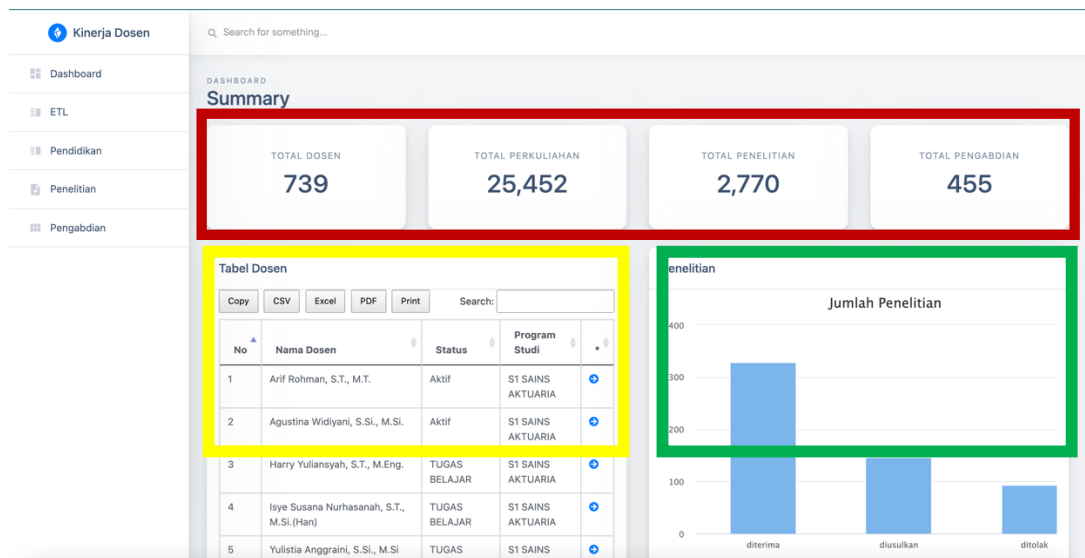 Kinerja Dosen
Search for something...
Dashboard
ETL
Pendidikan
Penelitian
Pengabdian
DASHBOARD
Summary
TOTAL DOSEN
739
TOTAL PERKULIAHAN
25,452
TOTAL PENELITIAN
2,770
TOTAL PENGABDIAN
455
Tabel Dosen
Copy CSV Excel PDF Print Search:
No Nama Dosen Status Program Studi *
1 Arif Rohman, S.T., M.T. Aktif S1 SAINS AKTUARIA
2 Agustina Widiyani, S.Si., M.Si. Aktif S1 SAINS AKTUARIA
3 Harry Yuliansyah, S.T., M.Eng. TUGAS BELAJAR S1 SAINS AKTUARIA
4 Isye Susana Nurhasanah, S.T., M.Si.(Han) TUGAS BELAJAR S1 SAINS AKTUARIA
5 Yulistia Anggraini, S.Si., M.Si TUGAS S1 SAINS
enelitian
Jumlah Penelitian
400
300
200
100
0
diterima diusulkan ditolak